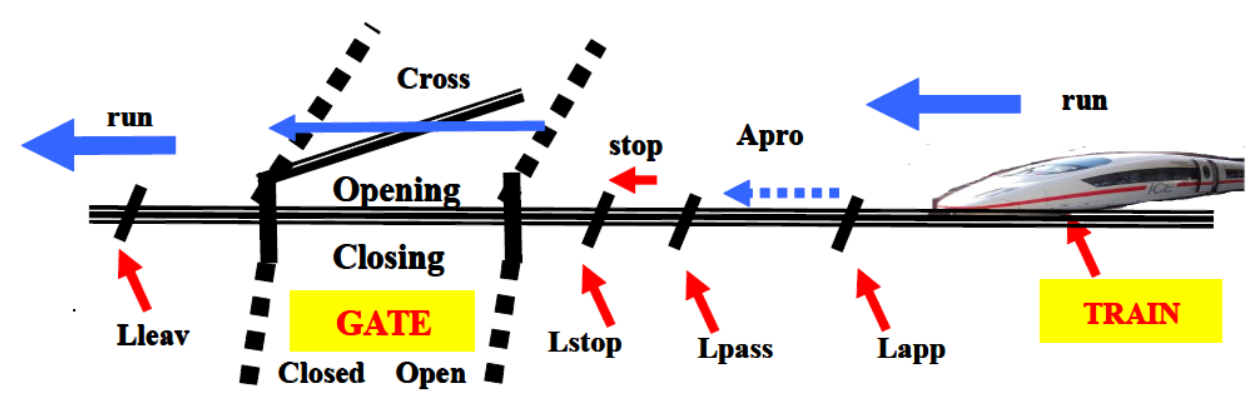 Cross
run
run
Apro
stop
Opening
ICE
Closing
TRAIN
GATE
Lleav
Lstop
Lpass
Lapp
Closed Open